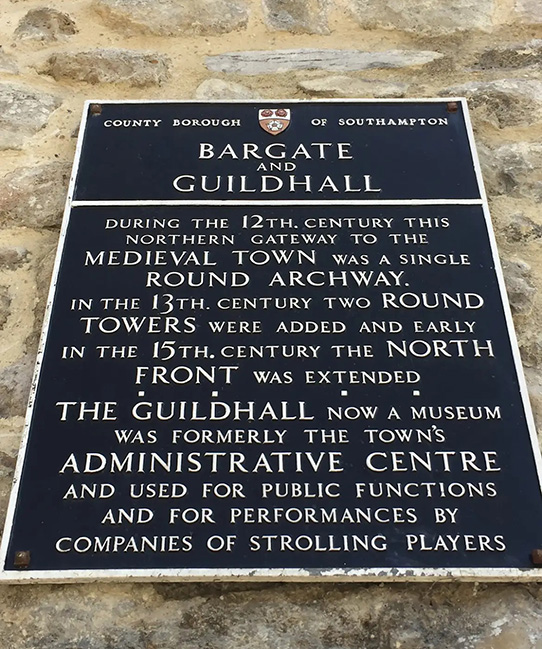 COUNTY BOROUGH OF SOUTHAMPTON
BARGATE
AND
GUILDHALL
DURING THE 12TH. CENTURY THIS
NORTHERN GATEWAY TO THE
MEDIEVAL TOWN WAS A SINGLE
ROUND ARCHWAY.
IN THE 13TH. CENTURY TWO ROUND
TOWERS WERE ADDED AND EARLY
IN THE 15TH. CENTURY THE NORTH
FRONT WAS EXTENDED
THE GUILDHALL NOW A MUSEUM
WAS FORMERLY THE TOWN'S
ADMINISTRATIVE CENTRE
AND USED FOR PUBLIC FUNCTIONS
AND FOR PERFORMANCES BY
COMPANIES OF STROLLING PLAYERS